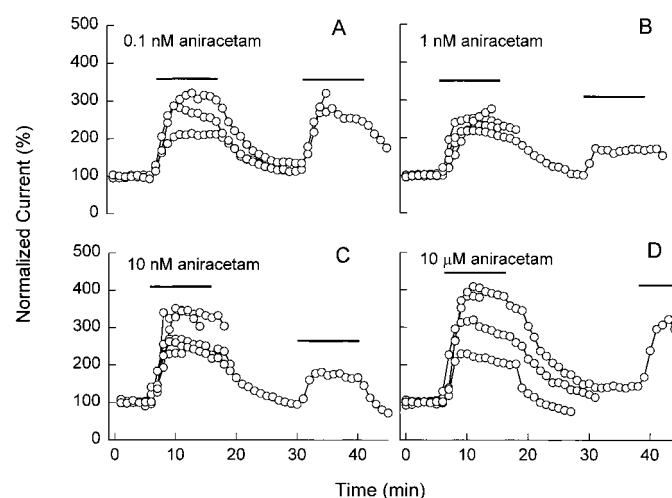 500
400
300
200
100
0
0.1 nM aniracetam
A
1 nM aniracetam
B
Normalized Current (%)
500
400
300
200
100
0
10 nM aniracetam
C
10 μM aniracetam
D
0 10 20 30 40
0 10 20 30 40
Time (min)